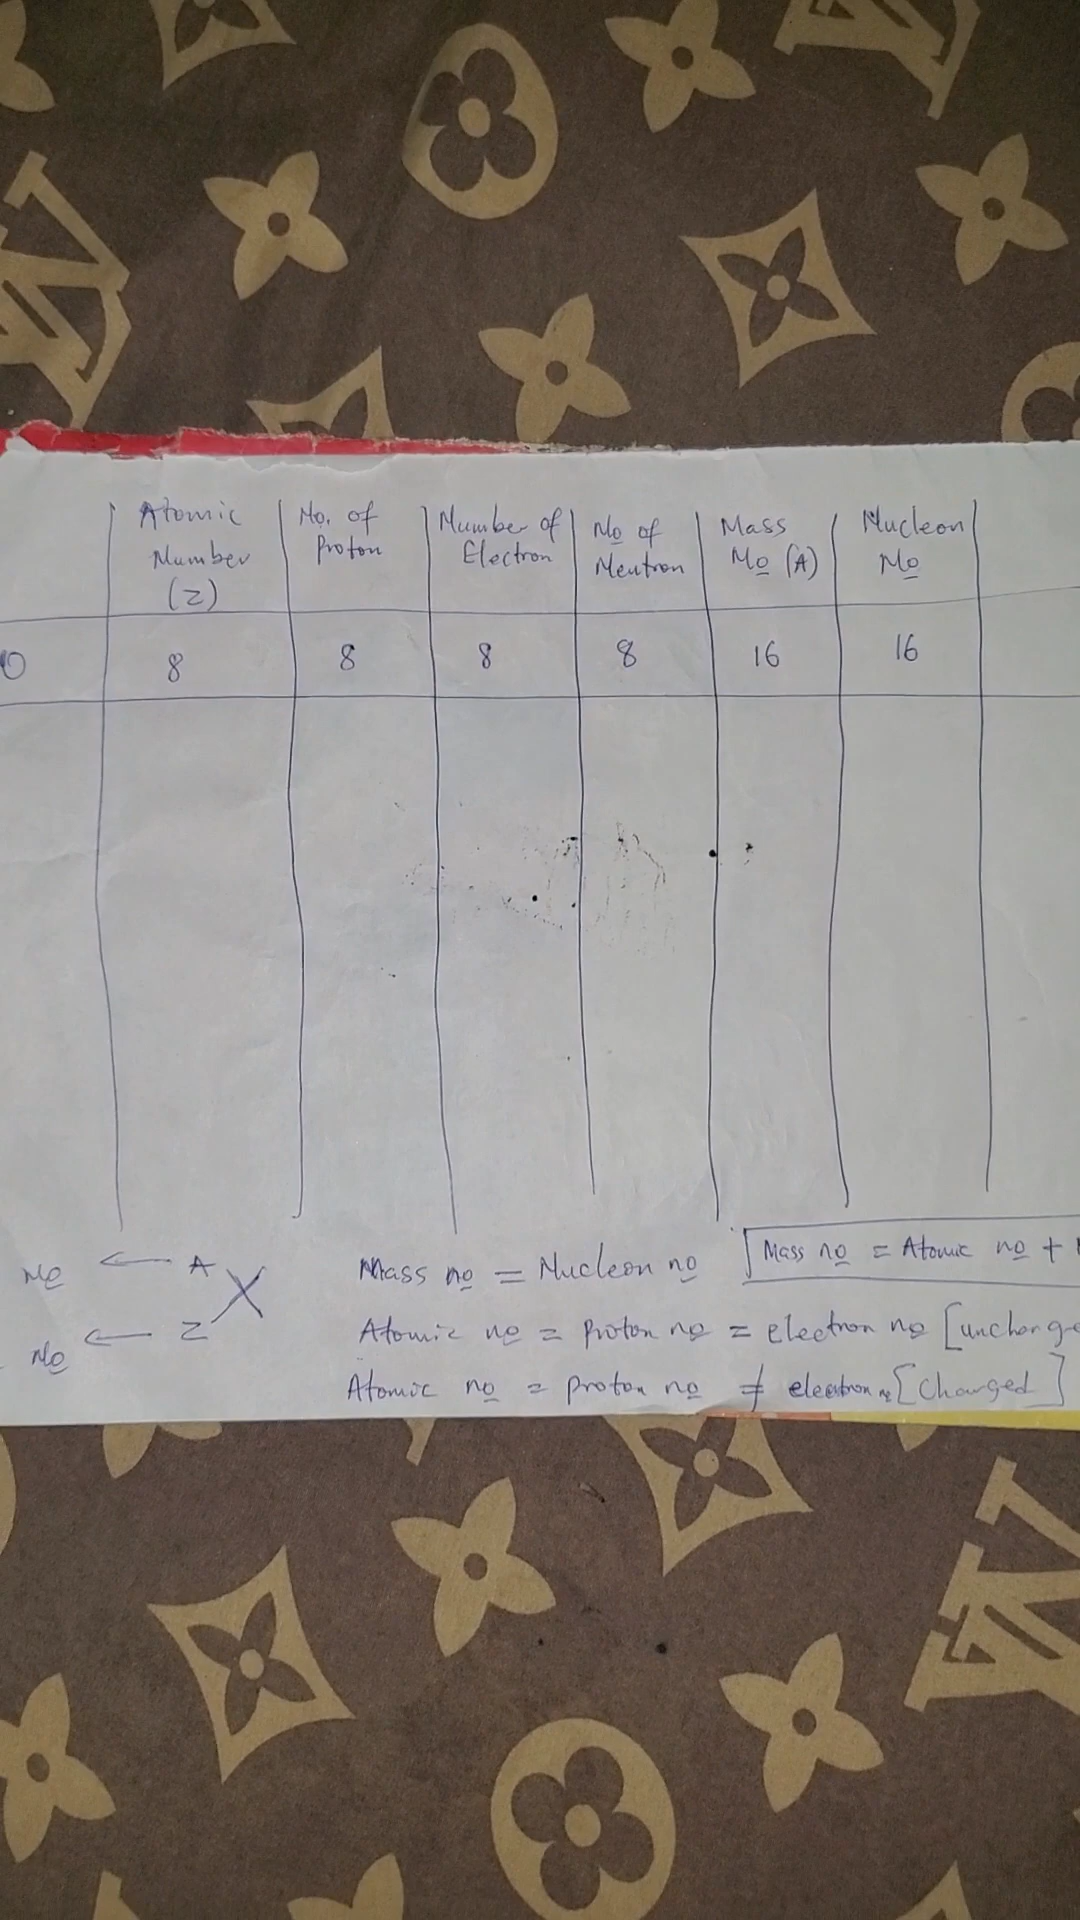 Atomic Number (Z)
No. of Proton
Number of Electron
No of Neutron
Mass No (A)
Nucleon No
O 8 8 8 8 16 16
No ← A X
No ← Z
Mass no = Nucleon no
Mass no = Atomic no +
Atomic no = proton no = electron no [uncharge
Atomic no = proton no ≠ electron no [Charged]